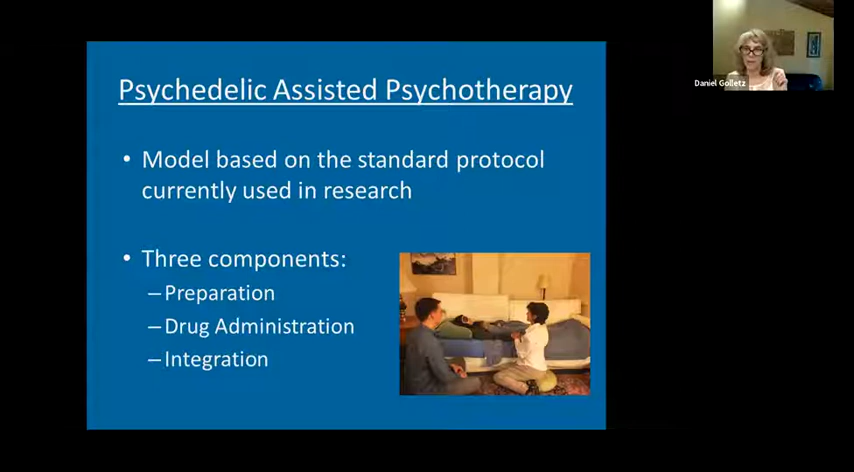 Psychedelic Assisted Psychotherapy
• Model based on the standard protocol
currently used in research
• Three components:
–Preparation
–Drug Administration
–Integration
Daniel Golletz